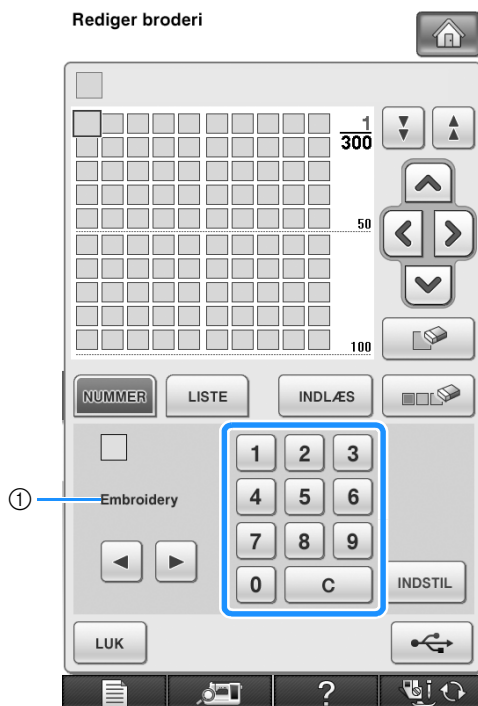 Rediger broderi
1
300
50
100
NUMMER
LISTE
INDLÆS
1 2 3
① Embroidery
4 5 6
7 8 9
0 C
INDSTIL
LUK
?